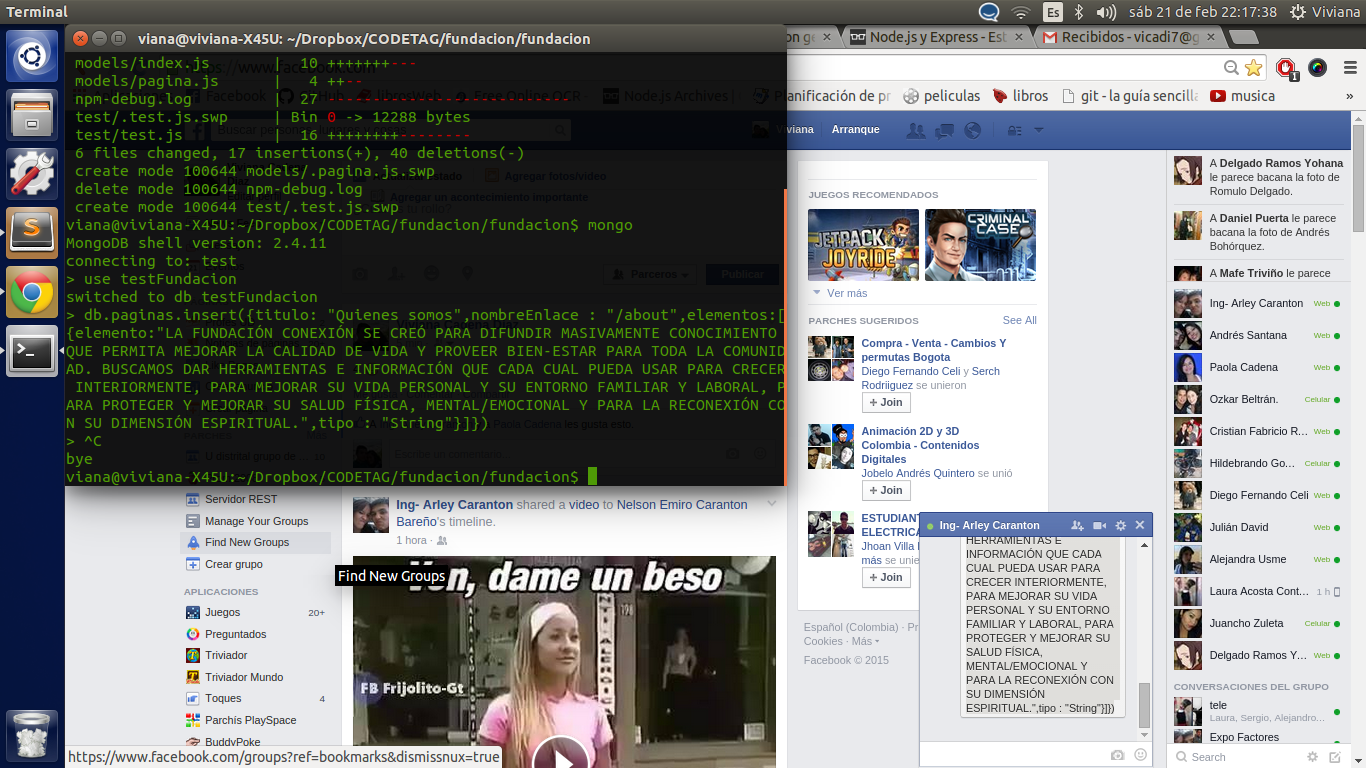 Terminal
Es
sáb 21 de feb 22:17:38
Viviana
viana@viviana-X45U: ~/Dropbox/CODETAG/fundacion/fundacion
Node.js y Express - Est
Recibidos - vicadi7@g
models/index.js | 10 +++++++---
models/pagina.js | 4 ++--
npm-debug.log | 27 ---------------------------
test/.test.js.swp | Bin 0 -> 12288 bytes
test/test.js | 16 ++++++++--------
6 files changed, 17 insertions(+), 40 deletions(-)
create mode 100644 models/.pagina.js.swp
delete mode 100644 npm-debug.log
create mode 100644 test/.test.js.swp
viana@viviana-X45U:~/Dropbox/CODETAG/fundacion/fundacion$ mongo
MongoDB shell version: 2.4.11
connecting to: test
> use testFundacion
switched to db testFundacion
> db.paginas.insert({titulo: "Quienes somos",nombreEnlace : "/about",elementos:[
{elemento:"LA FUNDACIÓN CONEXIÓN SE CREÓ PARA DIFUNDIR MASIVAMENTE CONOCIMIENTO
QUE PERMITA MEJORAR LA CALIDAD DE VIDA Y PROVEER BIEN-ESTAR PARA TODA LA COMUNID
AD. BUSCAMOS DAR HERRAMIENTAS E INFORMACIÓN QUE CADA CUAL PUEDA USAR PARA CRECER
INTERIORMENTE, PARA MEJORAR SU VIDA PERSONAL Y SU ENTORNO FAMILIAR Y LABORAL, P
ARA PROTEGER Y MEJORAR SU SALUD FÍSICA, MENTAL/EMOCIONAL Y PARA LA RECONEXIÓN CO
N SU DIMENSIÓN ESPIRITUAL.",tipo : "String"}]})
> ^C
bye
viana@viviana-X45U:~/Dropbox/CODETAG/fundacion/fundacion$
Planificación de pr
peliculas
libros
git - la guía sencilla
musica
»
Viviana
Arranque
Parceros
Publicar
Servidor REST
Manage Your Groups
Find New Groups
Crear grupo
Find New Groups
APLICACIONES
Juegos 20+
Preguntados
Triviador
Triviador Mundo
Toques 4
Parchís PlaySpace
BuddyPoke
https://www.facebook.com/groups?ref=bookmarks&dismissnux=true
Ing- Arley Caranton shared a video to Nelson Emiro Caranton
Bareño's timeline.
1 hora ·
Ven, dame un beso
FB Frijolito-Gt
JUEGOS RECOMENDADOS
JETPACK
JOYRIDE
CRIMINAL
CASE
Ver más
PARCHES SUGERIDOS
See All
Compra - Venta - Cambios Y
permutas Bogota
Diego Fernando Celi y Serch
Rodriiguez se unieron
+ Join
Animación 2D y 3D
Colombia - Contenidos
Digitales
Jobelo Andrés Quintero se unió
+ Join
ESTUDIANT
ELECTRICA
Jhoan Villa
más se unie
+ Join
Español (Colombia) · Pr
Cookies · Más
Facebook © 2015
Ing- Arley Caranton
HERRAMIENTAS E
INFORMACIÓN QUE CADA
CUAL PUEDA USAR PARA
CRECER INTERIORMENTE,
PARA MEJORAR SU VIDA
PERSONAL Y SU ENTORNO
FAMILIAR Y LABORAL, PARA
PROTEGER Y MEJORAR SU
SALUD FÍSICA,
MENTAL/EMOCIONAL Y
PARA LA RECONEXIÓN CON
SU DIMENSIÓN
ESPIRITUAL.",tipo : "String"}]})
A Delgado Ramos Yohana
le parece bacana la foto de
Romulo Delgado.
A Daniel Puerta le parece
bacana la foto de Andrés
Bohórquez.
A Mafe Triviño le parece
Ing- Arley Caranton Web
Andrés Santana Web
Paola Cadena Web
Ozkar Beltrán. Celular
Cristian Fabricio R... Web
Hildebrando Go... Celular
Diego Fernando Celi Web
Julián David Web
Alejandra Usme Web
Laura Acosta Cont... 1 h
Juancho Zuleta Celular
Delgado Ramos Y... Web
CONVERSACIONES DEL GRUPO
tele
Laura, Sergio, Alejandro...
Expo Factores
Search